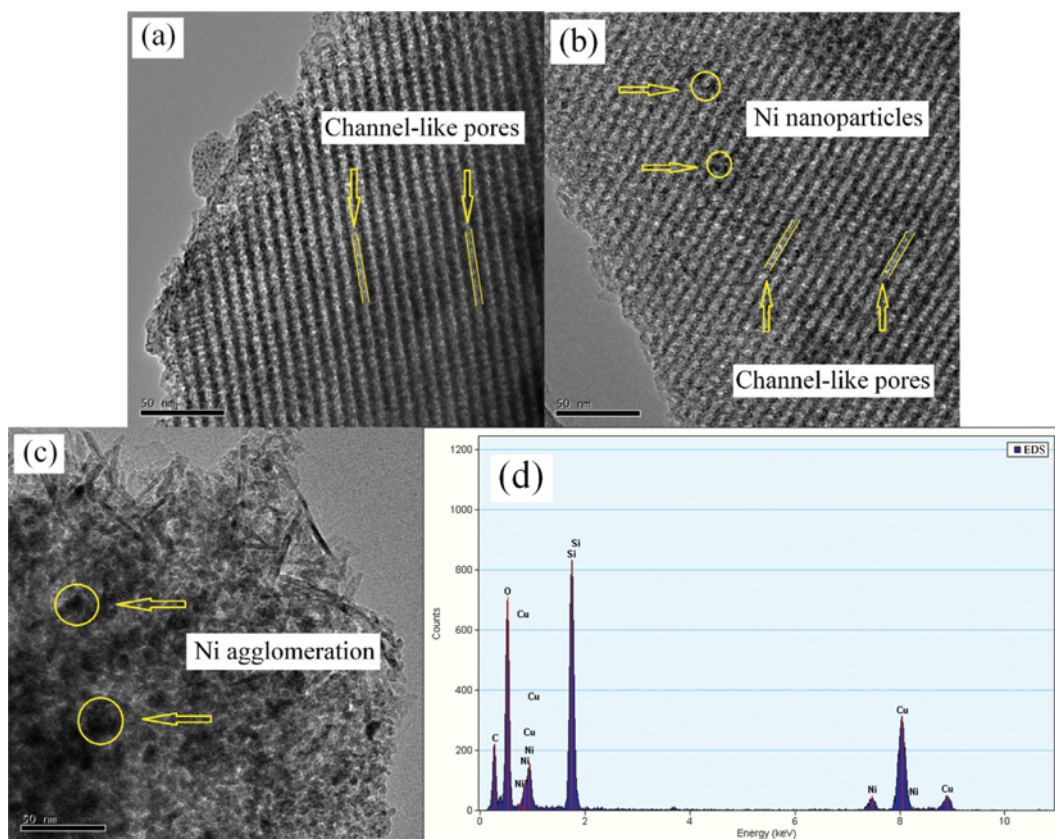 (a)
Channel-like pores
50 nm
(b)
Ni nanoparticles
Channel-like pores
50 nm
(c)
Ni agglomeration
50 nm
(d)
EDS
1200
1000
800
600
400
200
0
Counts
C
O
Cu
Cu
Cu
Ni
Ni
Ni
Si
Si
Ni
Cu
Ni
Cu
0
2
4
6
8
10
Energy (keV)